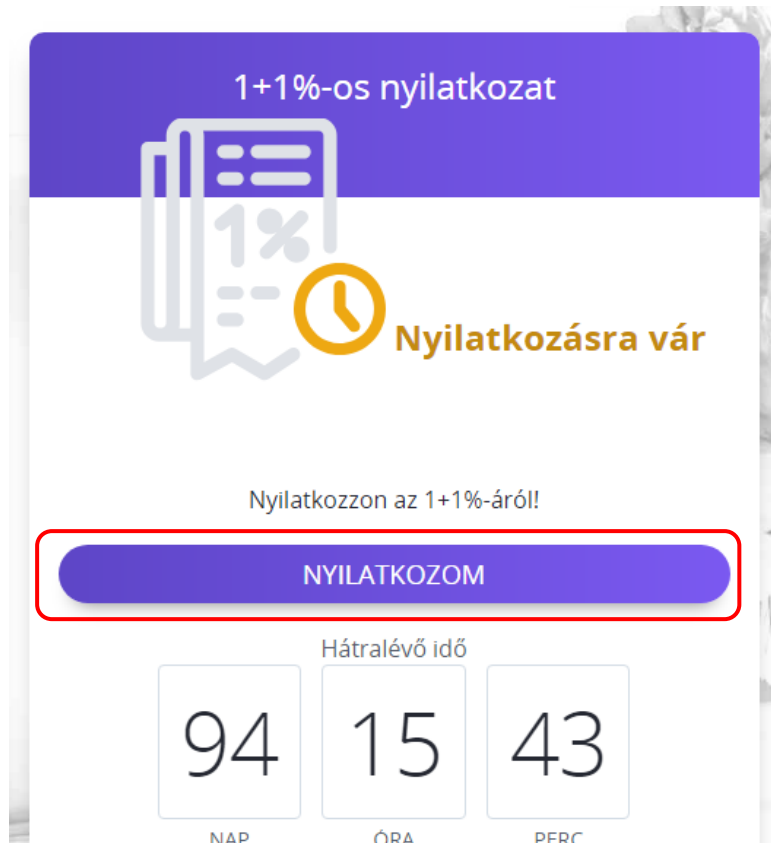 1+1%-os nyilatkozat
1%
Nyilatkozásra vár
Nyilatkozzon az 1+1%-áról!
NYILATKOZOM
Hátralévő idő
94 15 43
NAP ÓRA PERC